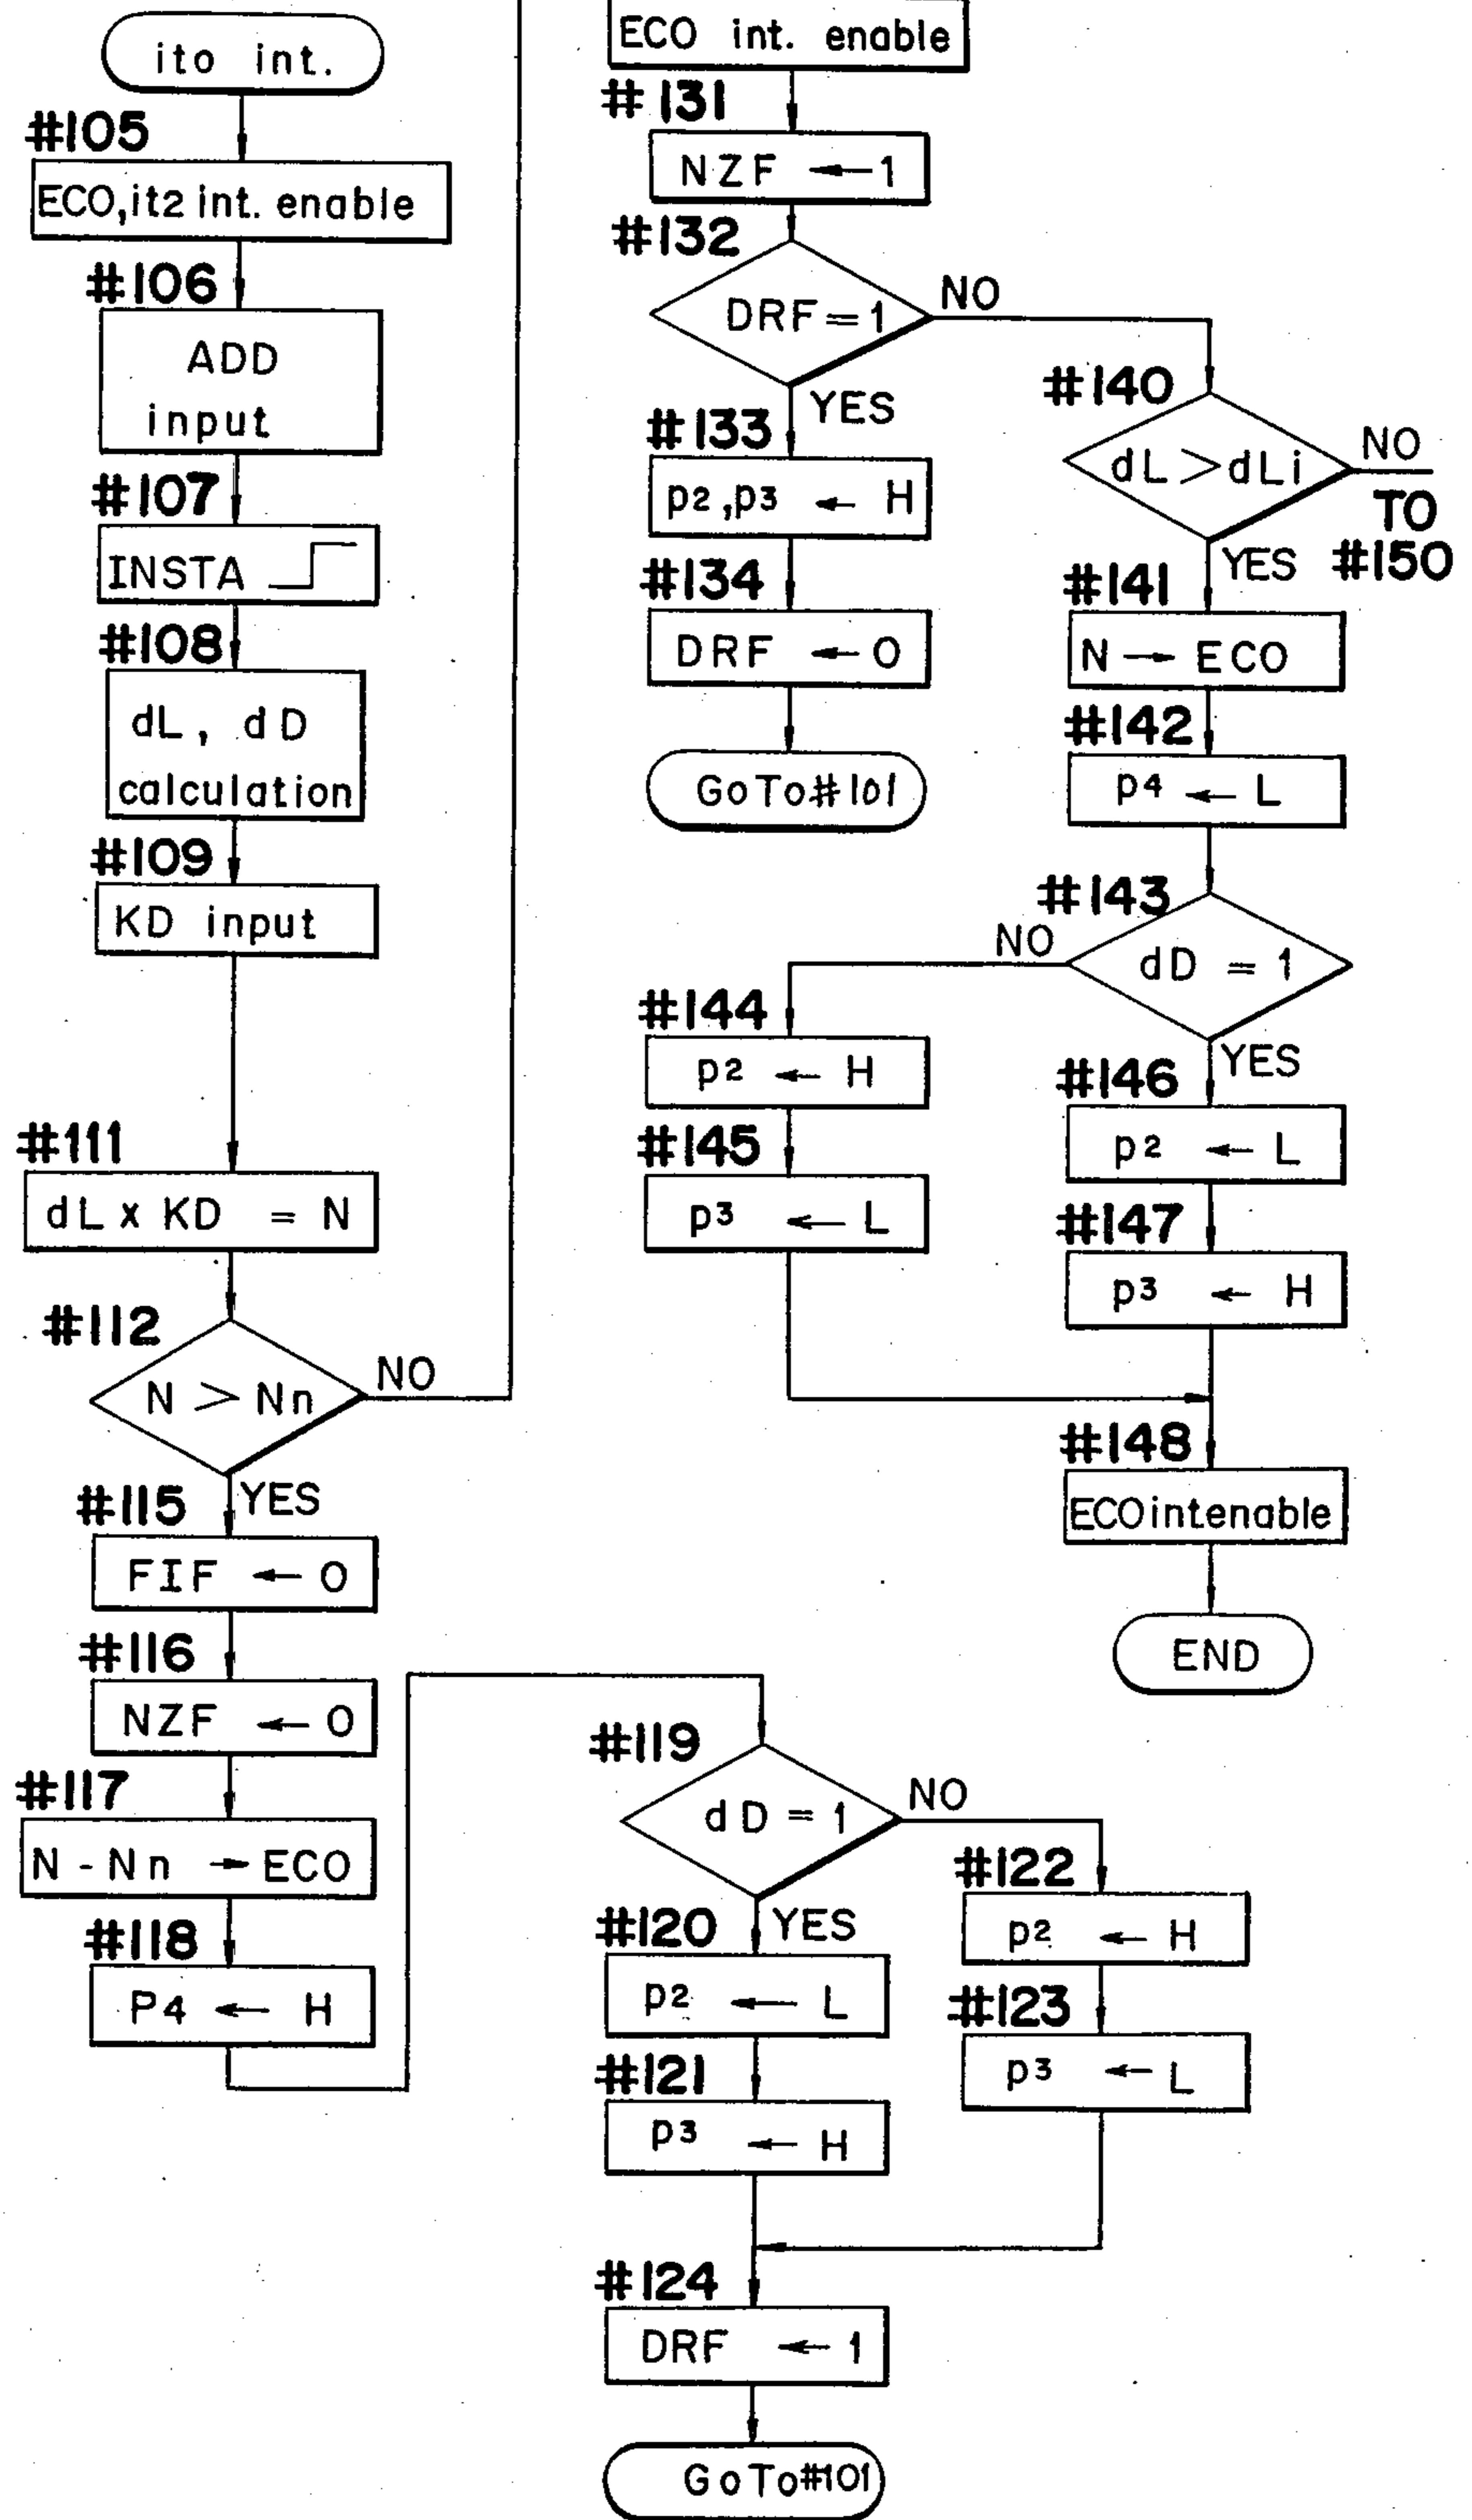 ito int.
#105
ECO,it2 int. enable
#106
ADD
input
#107
INSTA
#108
dL, dD
calculation
#109
KD input
#111
dL x KD = N
#112
N > Nn
NO
YES
#115
FIF ← 0
#116
NZF ← 0
#117
N - Nn → ECO
#118
P4 ← H
ECO int. enable
#131
NZF ← 1
#132
DRF = 1
NO
YES
#133
p2,p3 ← H
#134
DRF ← 0
GoTo#101
#140
dL > dLi
NO
TO
#150
YES
#141
N → ECO
#142
p4 ← L
#143
dD = 1
NO
YES
#144
p2 ← H
#145
p3 ← L
#146
p2 ← L
#147
p3 ← H
#148
ECOintenable
END
#119
dD = 1
NO
YES
#120
p2 ← L
#121
p3 ← H
#122
p2 ← H
#123
p3 ← L
#124
DRF ← 1
GoTo#101